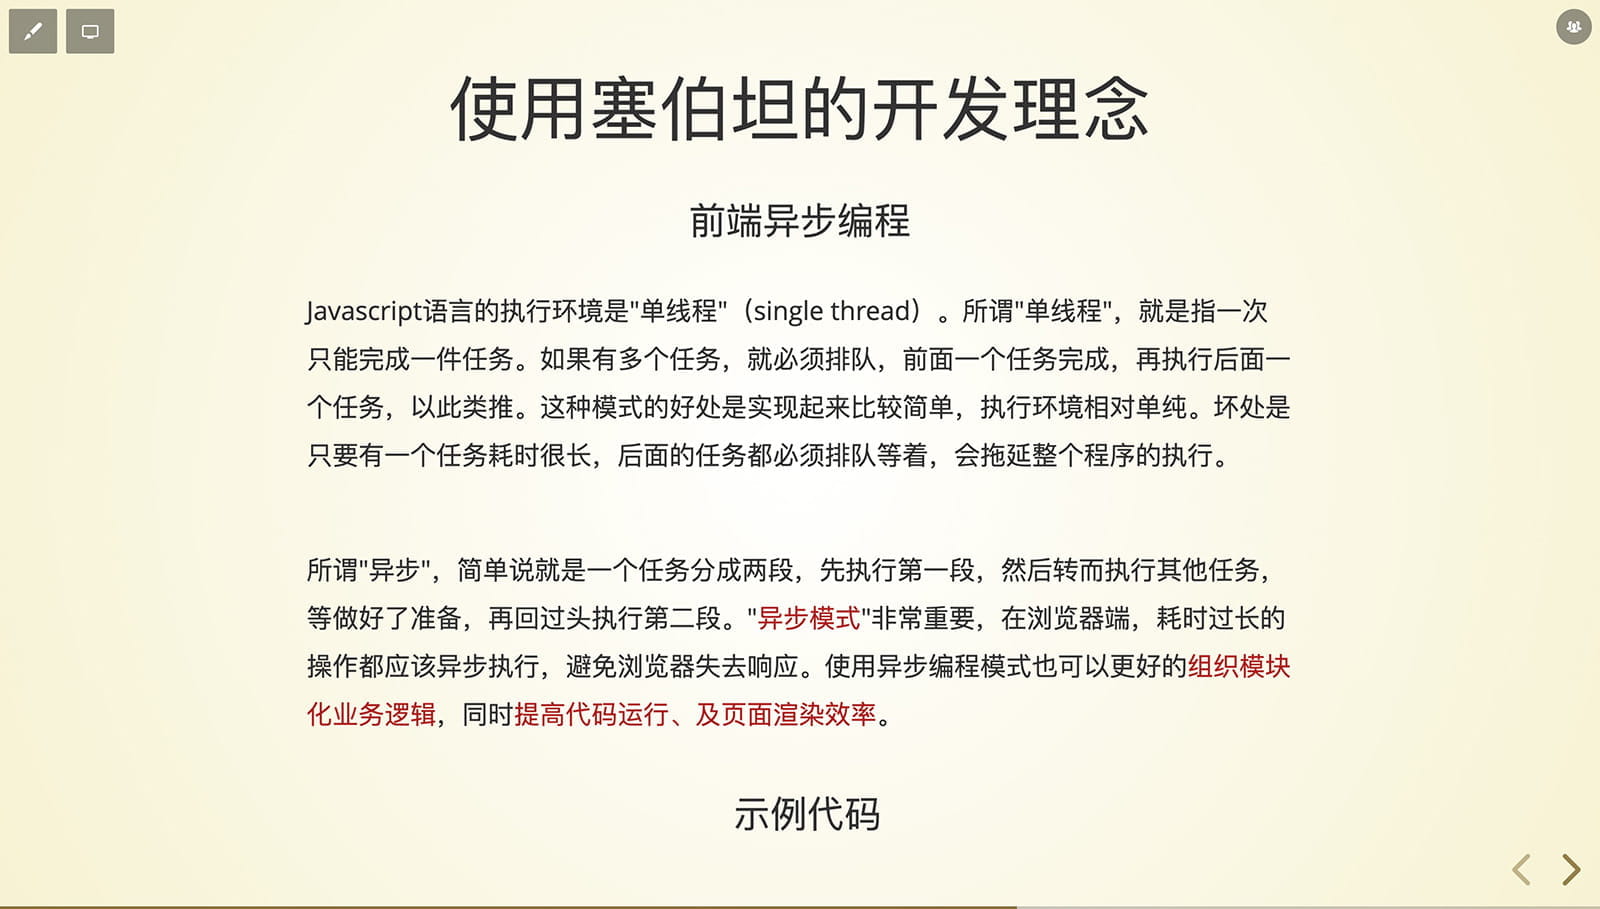 使用塞伯坦的开发理念
前端异步编程
Javascript语言的执行环境是"单线程"（single thread）。所谓"单线程"，就是指一次
只能完成一件任务。如果有多个任务，就必须排队，前面一个任务完成，再执行后面一
个任务，以此类推。这种模式的好处是实现起来比较简单，执行环境相对单纯。坏处是
只要有一个任务耗时很长，后面的任务都必须排队等着，会拖延整个程序的执行。
所谓"异步"，简单说就是一个任务分成两段，先执行第一段，然后转而执行其他任务，
等做好了准备，再回过头执行第二段。"异步模式"非常重要，在浏览器端，耗时过长的
操作都应该异步执行，避免浏览器失去响应。使用异步编程模式也可以更好的组织模块
化业务逻辑，同时提高代码运行、及页面渲染效率。
示例代码